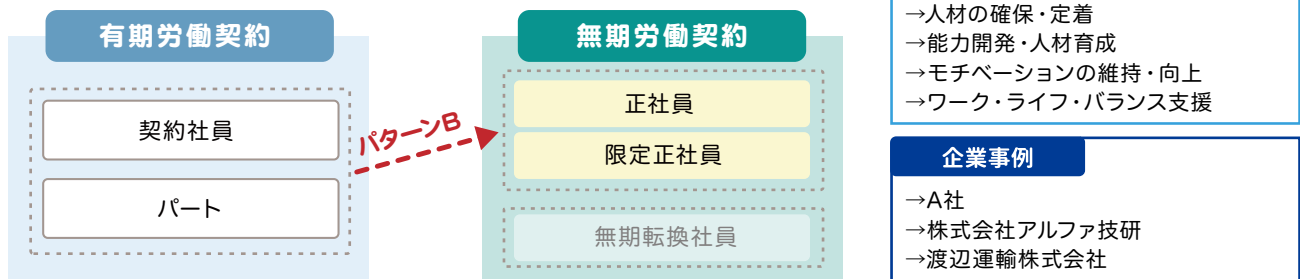 有期労働契約
契約社員
パート
パターンB
無期労働契約
正社員
限定正社員
無期転換社員
→人材の確保・定着
→能力開発・人材育成
→モチベーションの維持・向上
→ワーク・ライフ・バランス支援
企業事例
→A社
→株式会社アルファ技研
→渡辺運輸株式会社